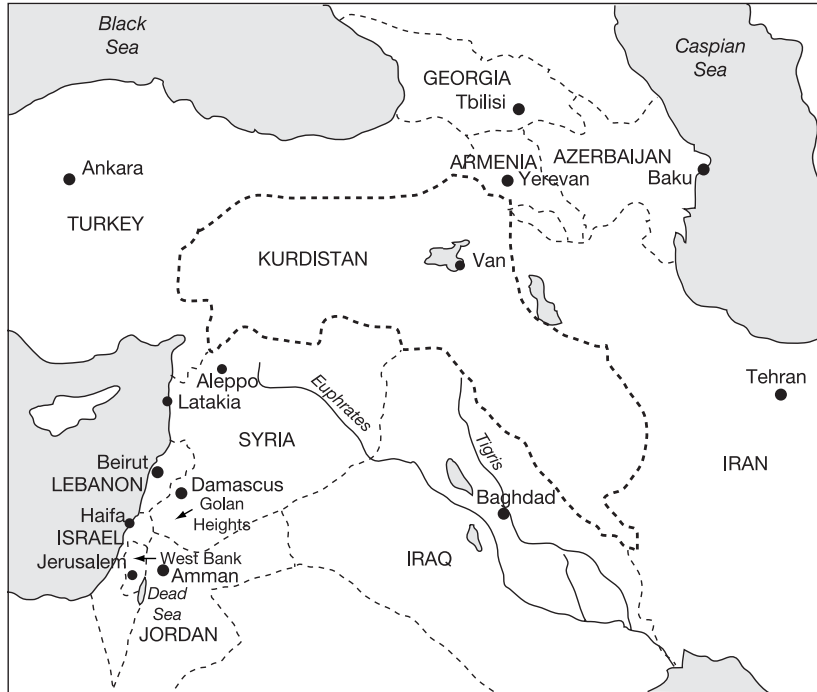 Black
Sea
Caspian
Sea
GEORGIA
Tbilisi
ARMENIA
AZERBAIJAN
Yerevan
Baku
Ankara
TURKEY
KURDISTAN
Van
Aleppo
Latakia
Euphrates
Tehran
SYRIA
Tigris
IRAN
Beirut
LEBANON
Damascus
Golan
Heights
Baghdad
Haifa
ISRAEL
IRAQ
Jerusalem
West Bank
Amman
Dead
Sea
JORDAN